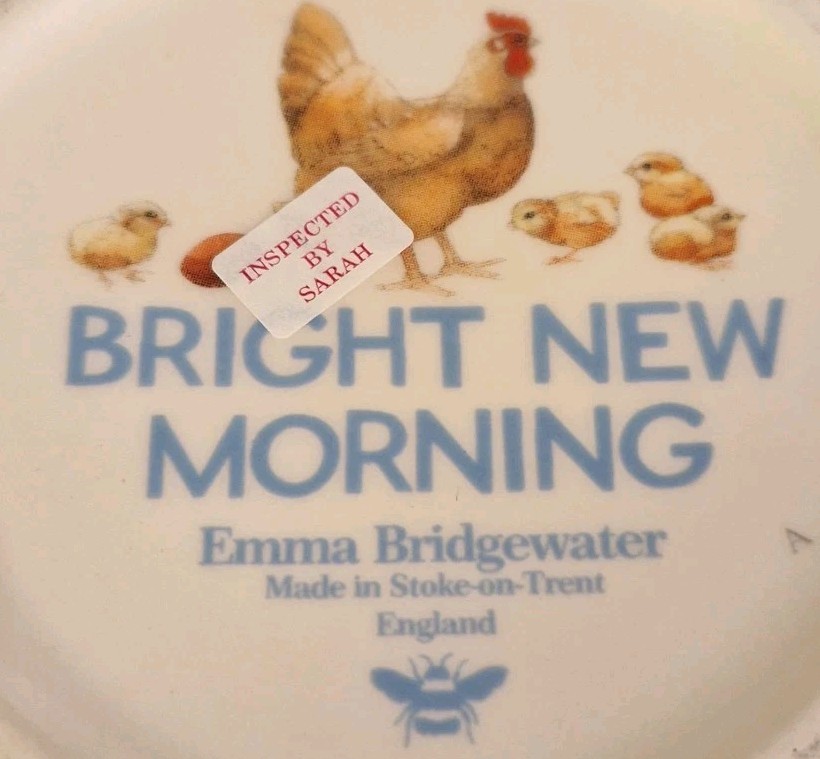 INSPECTED
BY
SARAH
BRIGHT NEW
MORNING
Emma Bridgewater
Made in Stoke-on-Trent
England
A